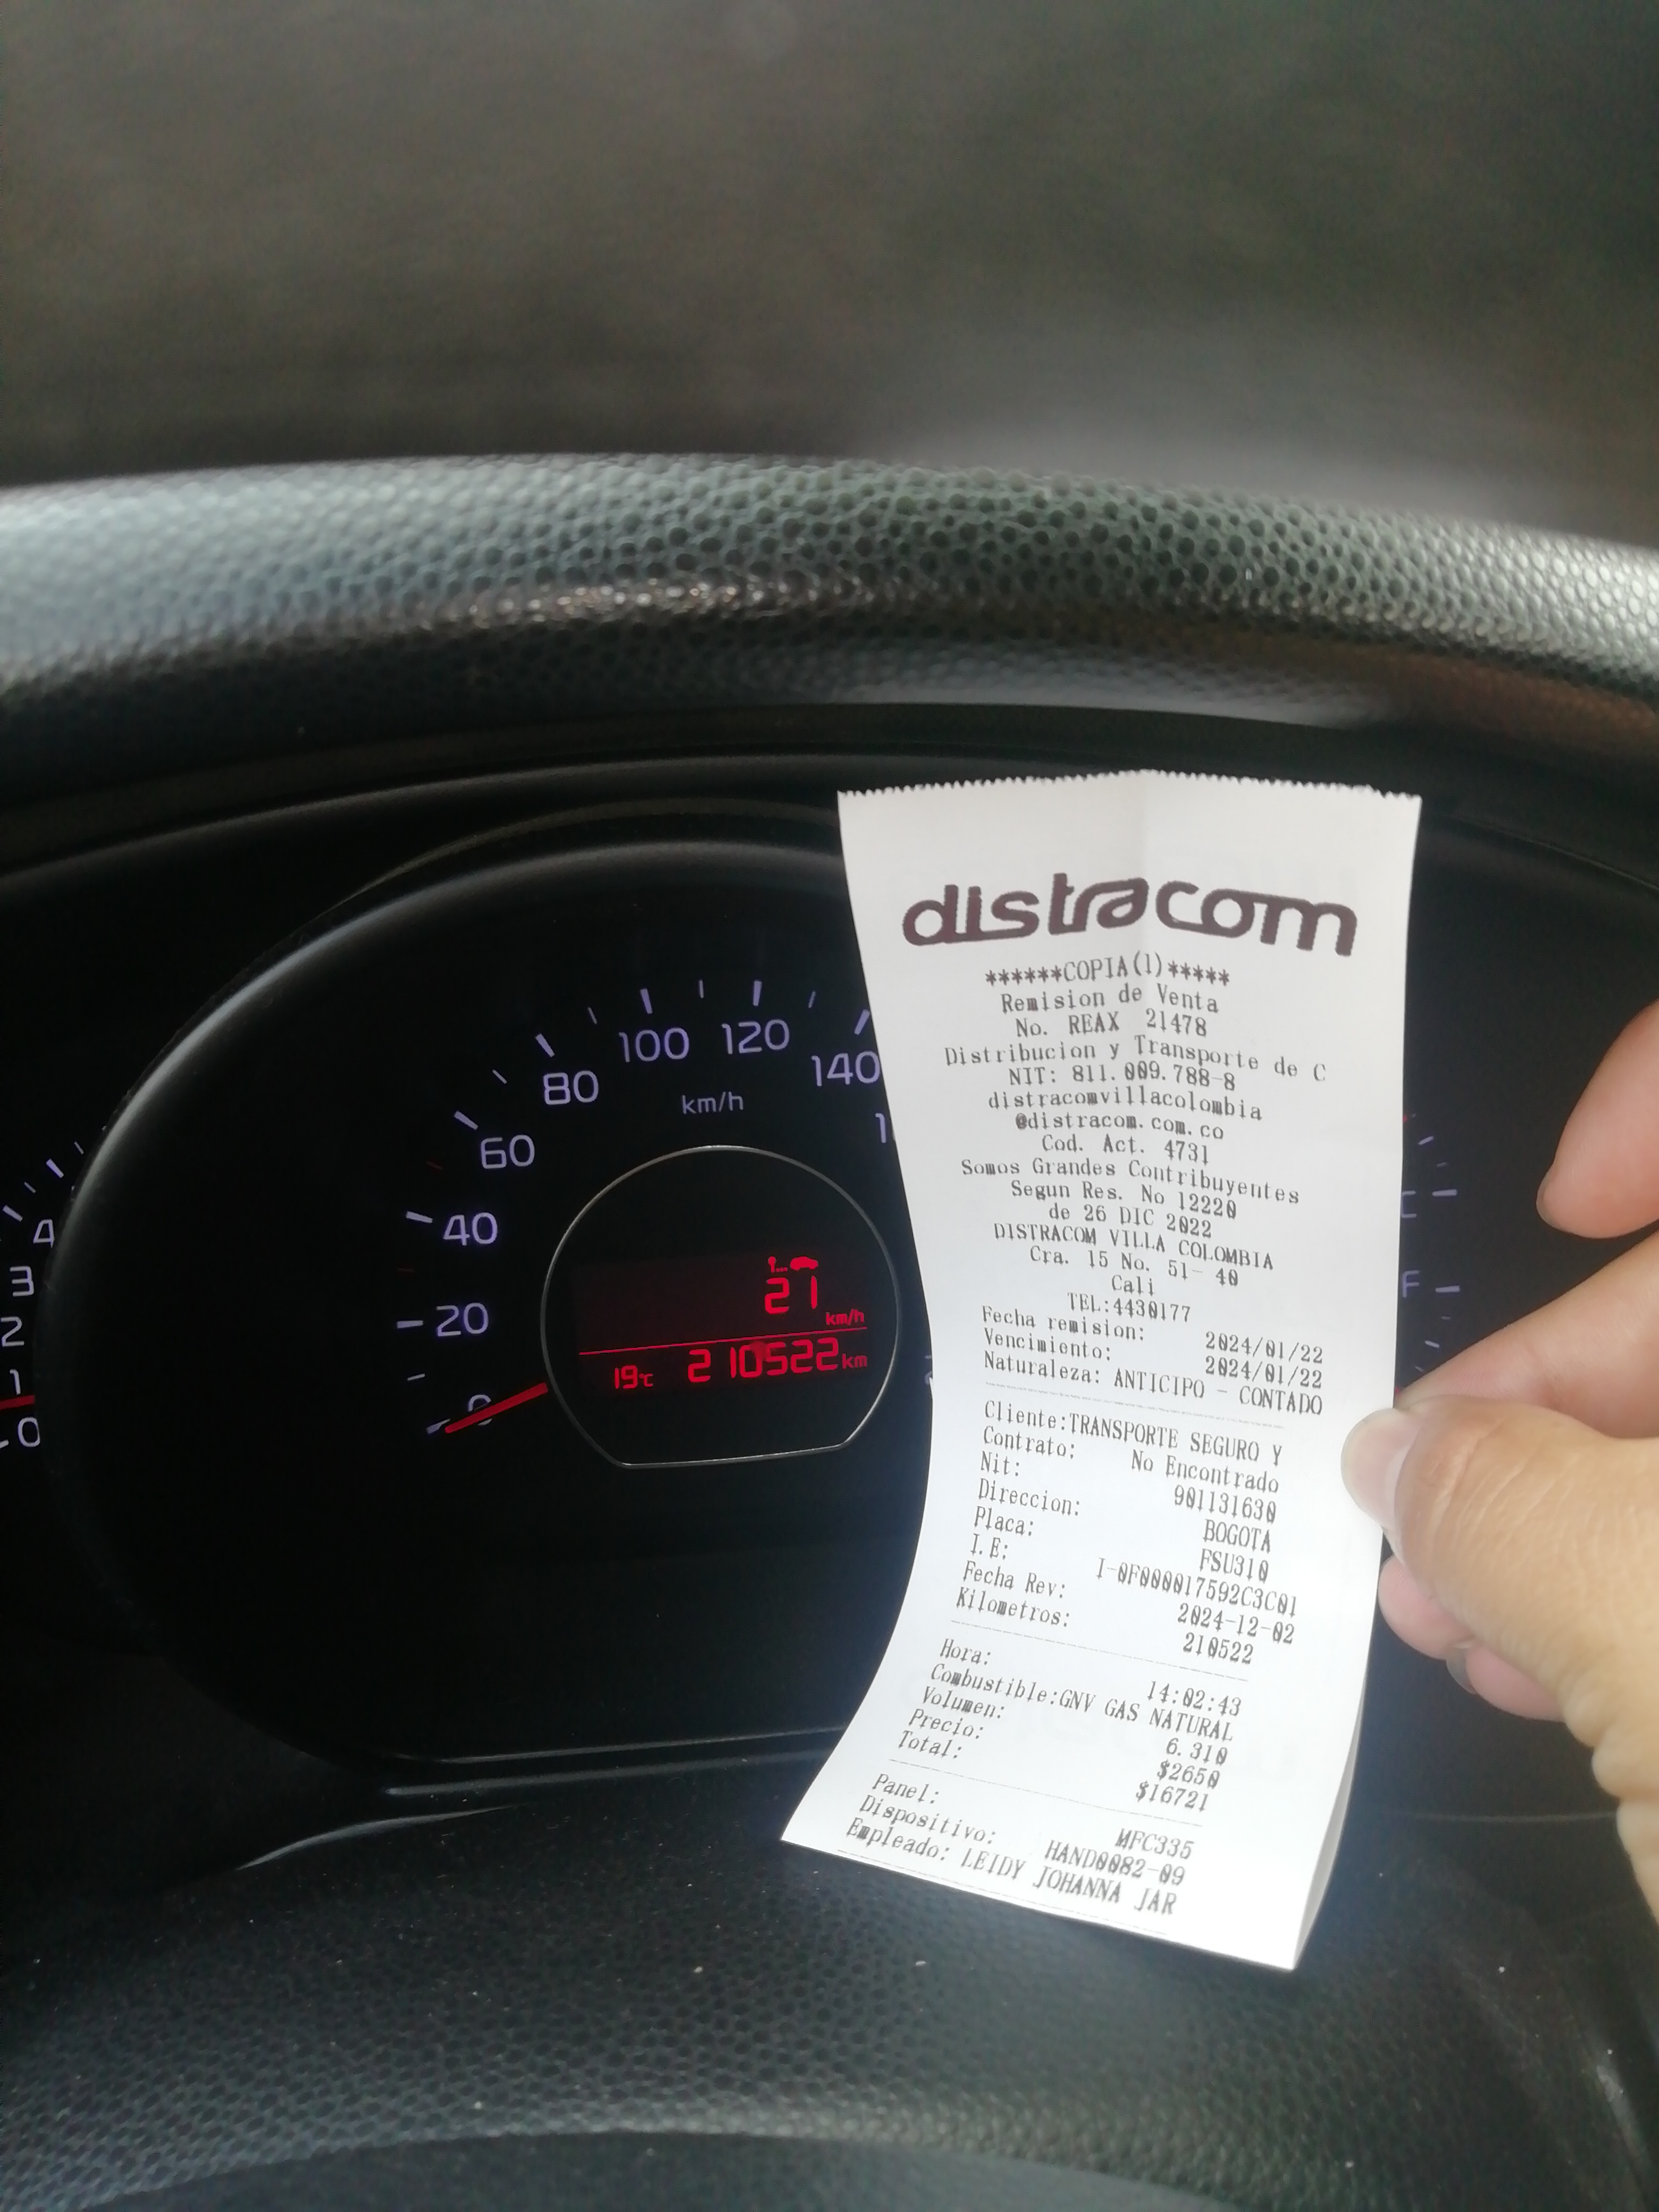 distracom
******COPIA(1)*****
Remision de Venta
No. REAX 21478
Distribucion y Transporte de C
NIT: 811.009.788-8
distracomvillacolombia
@distracom.com.co
Cod. Act. 4731
Somos Grandes Contribuyentes
Segun Res. No 12220
de 26 DIC 2022
DISTRACOM VILLA COLOMBIA
Cra. 15 No. 51- 40
Cali
TEL:4430177
Fecha remision: 2024/01/22
Vencimiento: 2024/01/22
Naturaleza: ANTICIPO - CONTADO
Cliente:TRANSPORTE SEGURO Y
Contrato: No Encontrado
Nit: 901131630
Direccion: BOGOTA
Placa: FSU310
I.E: I-0F000017592C3C01
Fecha Rev: 2024-12-02
Kilometros: 210522
Hora: 14:02:43
Combustible:GNV GAS NATURAL
Volumen: 6.310
Precio: $2650
Total: $16721
Panel: MFC335
Dispositivo: HAND0082-09
Empleado: LEIDY JOHANNA JAR
100 120
80 140
km/h
60
40
20
0
27
km/h
19°C 210522 km
4
3
2
1
0
C
F